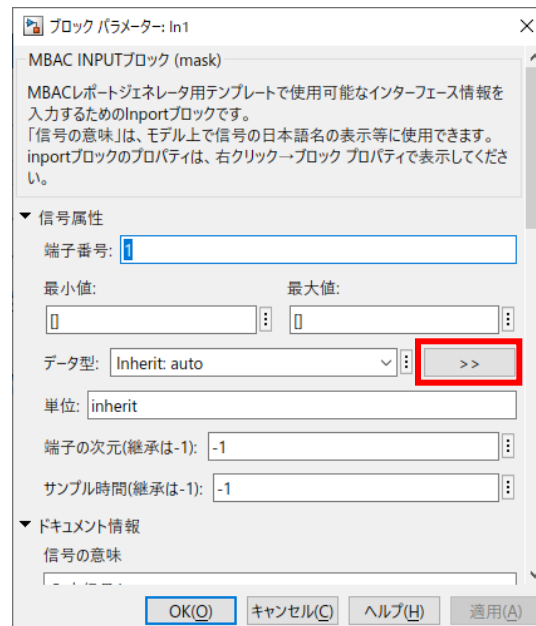 ブロック パラメーター: In1
MBAC INPUTブロック (mask)
MBACレポートジェネレータ用テンプレートで使用可能なインターフェース情報を
入力するためのInportブロックです。
「信号の意味」は、モデル上で信号の日本語名の表示等に使用できます。
inportブロックのプロパティは、右クリック→ブロック プロパティで表示してくださ
い。
信号属性
端子番号: 1
最小値: 最大値:
[] []
データ型: Inherit: auto >>
単位: inherit
端子の次元(継承は-1): -1
サンプル時間(継承は-1): -1
ドキュメント情報
信号の意味
OK(O) キャンセル(C) ヘルプ(H) 適用(A)